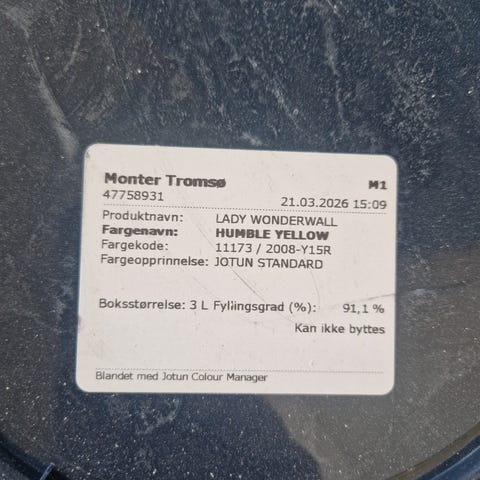 Monter Tromsø M1
47758931 21.03.2026 15:09
Produktnavn: LADY WONDERWALL
Fargenavn: HUMBLE YELLOW
Fargekode: 11173 / 2008-Y15R
Fargeopprinnelse: JOTUN STANDARD
Boksstørrelse: 3 L Fyllingsgrad (%): 91,1 %
Kan ikke byttes
Blandet med Jotun Colour Manager